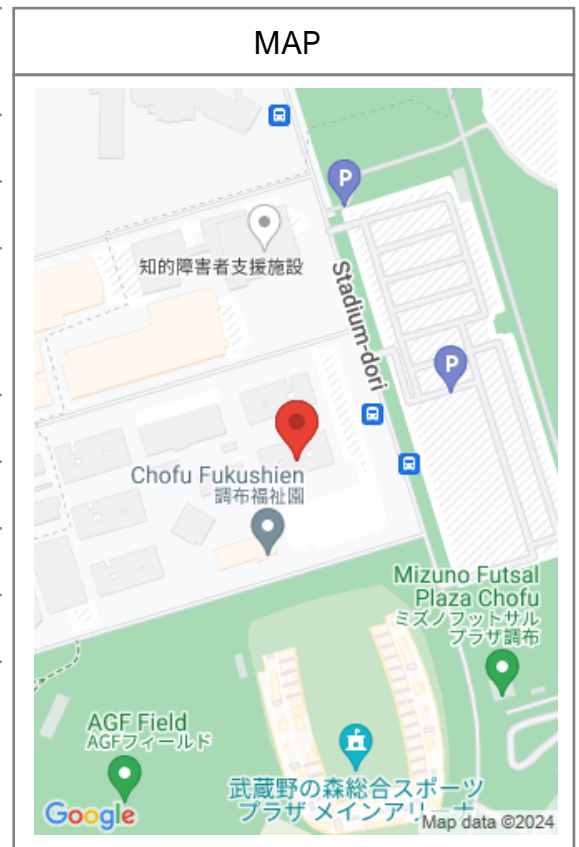 MAP
P
知的障害者支援施設
Stadium-dori
P
Chofu Fukushien
調布福祉園
Mizuno Futsal
Plaza Chofu
ミズノフットサル
プラザ調布
AGF Field
AGFフィールド
武蔵野の森総合スポーツ
プラザ メインアリーナ
Google
Map data ©2024